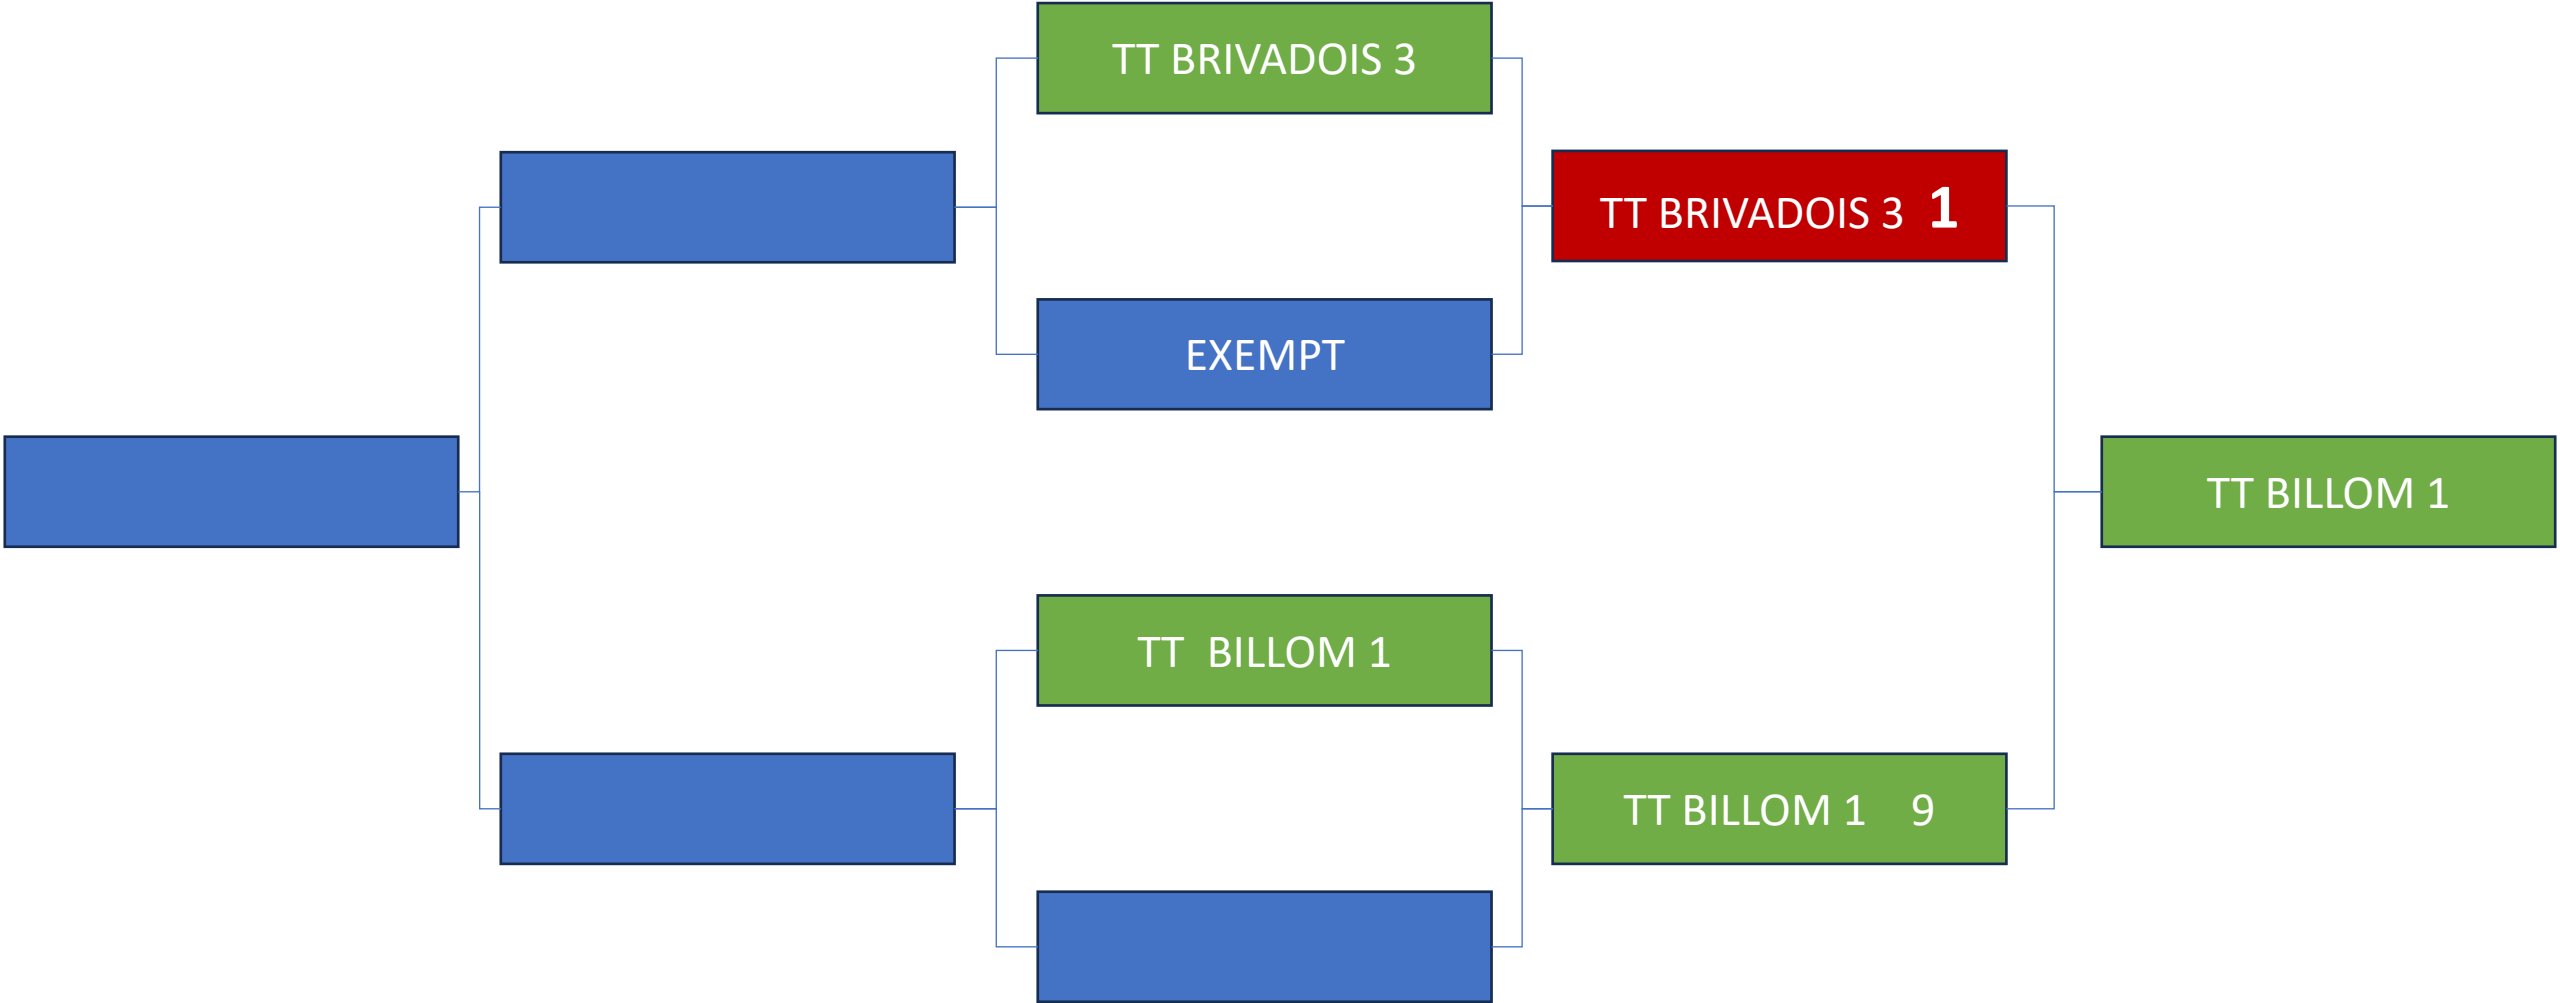 TT BRIVADOIS 3
TT BRIVADOIS 3 1
EXEMPT
TT BILLOM 1
TT BILLOM 1
TT BILLOM 1 9